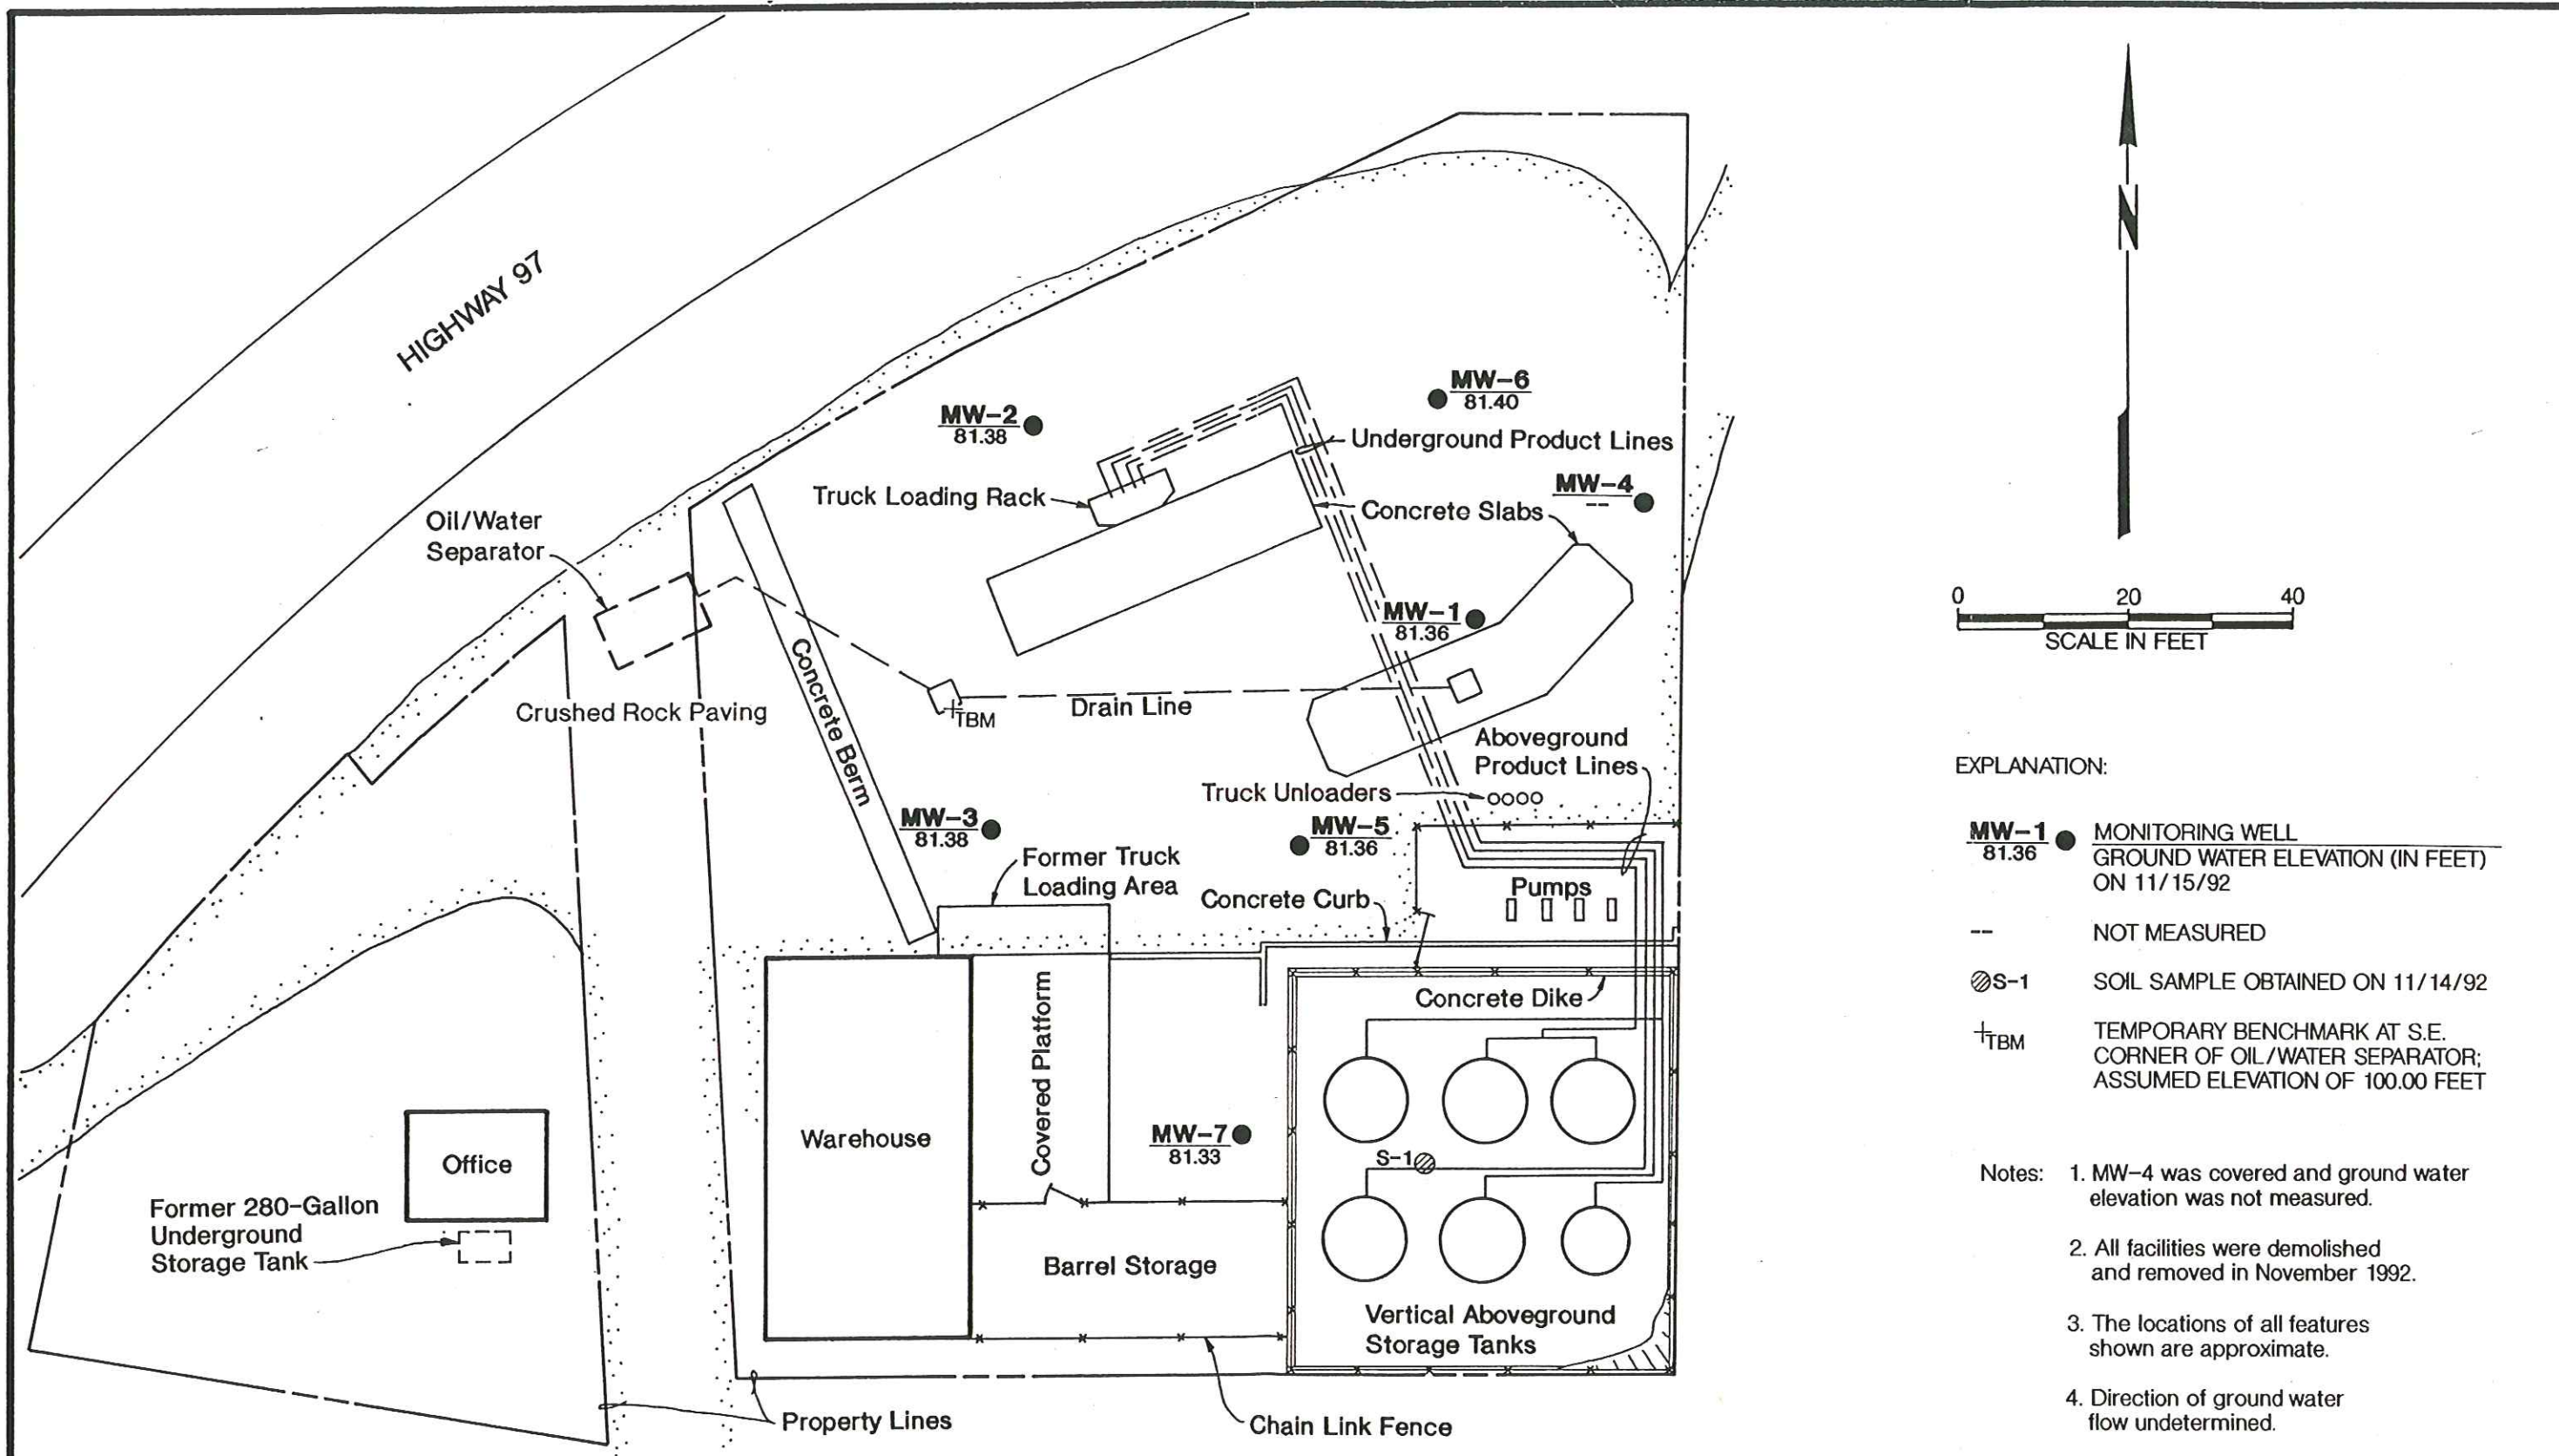 HIGHWAY 97
N
MW-6
81.40
MW-2
81.38
Underground Product Lines
Truck Loading Rack
MW-4
--
Concrete Slabs
Oil/Water
Separator
MW-1
81.36
0 20 40
SCALE IN FEET
Concrete Berm
Crushed Rock Paving
TBM
Drain Line
Aboveground
Product Lines
Truck Unloaders
MW-3
81.38
MW-5
81.36
Former Truck
Loading Area
Concrete Curb
Pumps
Concrete Dike
Covered Platform
Warehouse
MW-7
81.33
S-1
Office
Former 280-Gallon
Underground
Storage Tank
Barrel Storage
Vertical Aboveground
Storage Tanks
Property Lines
Chain Link Fence
EXPLANATION:
MW-1
81.36
MONITORING WELL
GROUND WATER ELEVATION (IN FEET)
ON 11/15/92
-- NOT MEASURED
S-1 SOIL SAMPLE OBTAINED ON 11/14/92
TBM TEMPORARY BENCHMARK AT S.E.
CORNER OF OIL/WATER SEPARATOR;
ASSUMED ELEVATION OF 100.00 FEET
Notes: 1. MW-4 was covered and ground water
elevation was not measured.
2. All facilities were demolished
and removed in November 1992.
3. The locations of all features
shown are approximate.
4. Direction of ground water
flow undetermined.